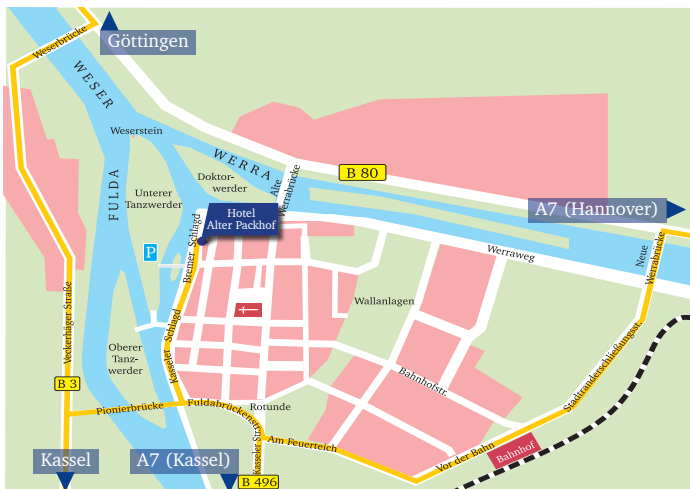 Weserbrücke
Göttingen
WESER
Weserstein
WERRA
B 80
Doktor-
werder
Alte
Werrabrücke
FULDA
Unterer
Tanzwerder
Hotel
Alter Packhof
A7 (Hannover)
P
Bremer Schlagd
Werraweg
Neue
Werrabrücke
Veckerhäger Straße
Wallanlagen
Kasseler Schlagd
Oberer
Tanz-
werder
B 3
Bahnhofstr.
Stadtranderschließungsstr.
Pionierbrücke
Fuldabrückenstr.
Rotunde
Kasseler Str.
Am Feuerteich
Vor der Bahn
Bahnhof
Kassel
A7 (Kassel)
B 496